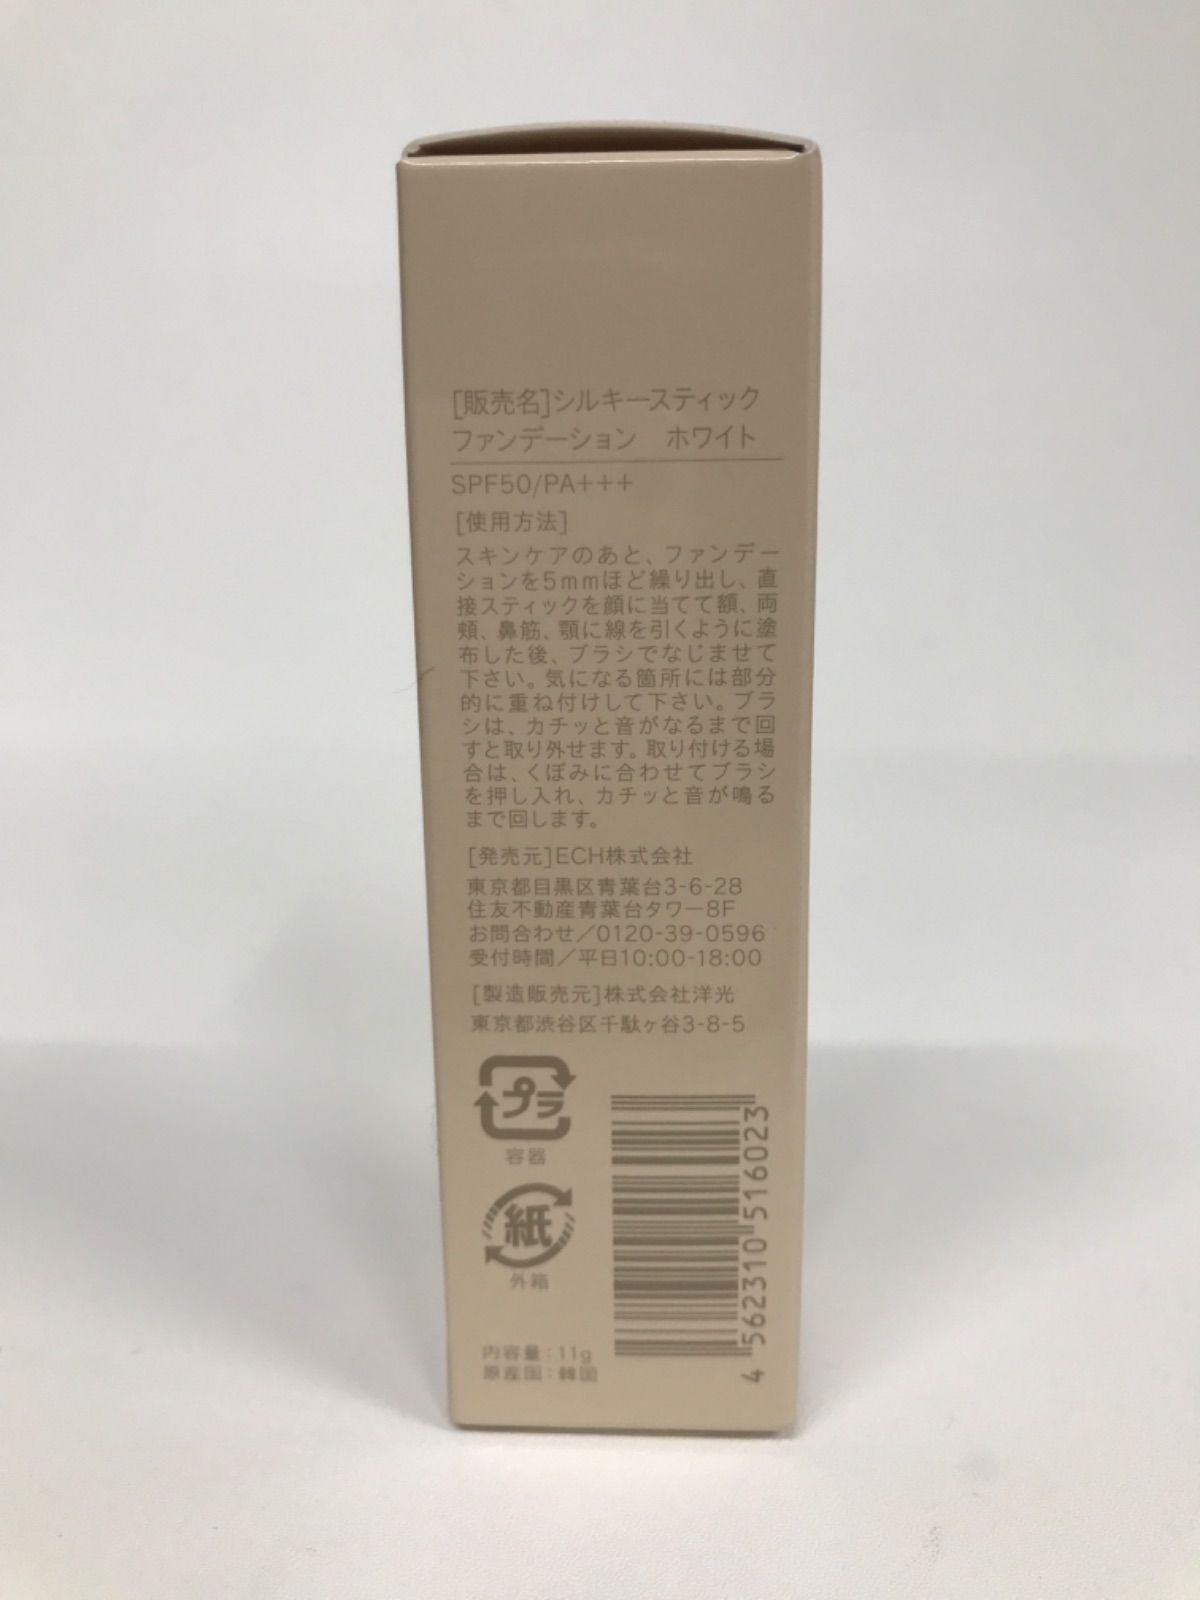 [販売名]シルキースティック
ファンデーション　ホワイト
SPF50/PA+++
[使用方法]
スキンケアのあと、ファンデー
ションを5mmほど繰り出し、直
接スティックを顔に当てて額、両
頬、鼻筋、顎に線を引くように塗
布した後、ブラシでなじませて
下さい。気になる箇所には部分
的に重ね付けして下さい。ブラ
シは、カチッと音がなるまで回
すと取り外せます。取り付ける場
合は、くぼみに合わせてブラシ
を押し入れ、カチッと音が鳴る
まで回します。
[発売元]ECH株式会社
東京都目黒区青葉台3-6-28
住友不動産青葉台タワー8F
お問合わせ/0120-39-0596
受付時間/平日10:00-18:00
[製造販売元]株式会社洋光
東京都渋谷区千駄ヶ谷3-8-5
プラ
容器
紙
外箱
内容量:11g
原産国:韓国
4 562310 516023